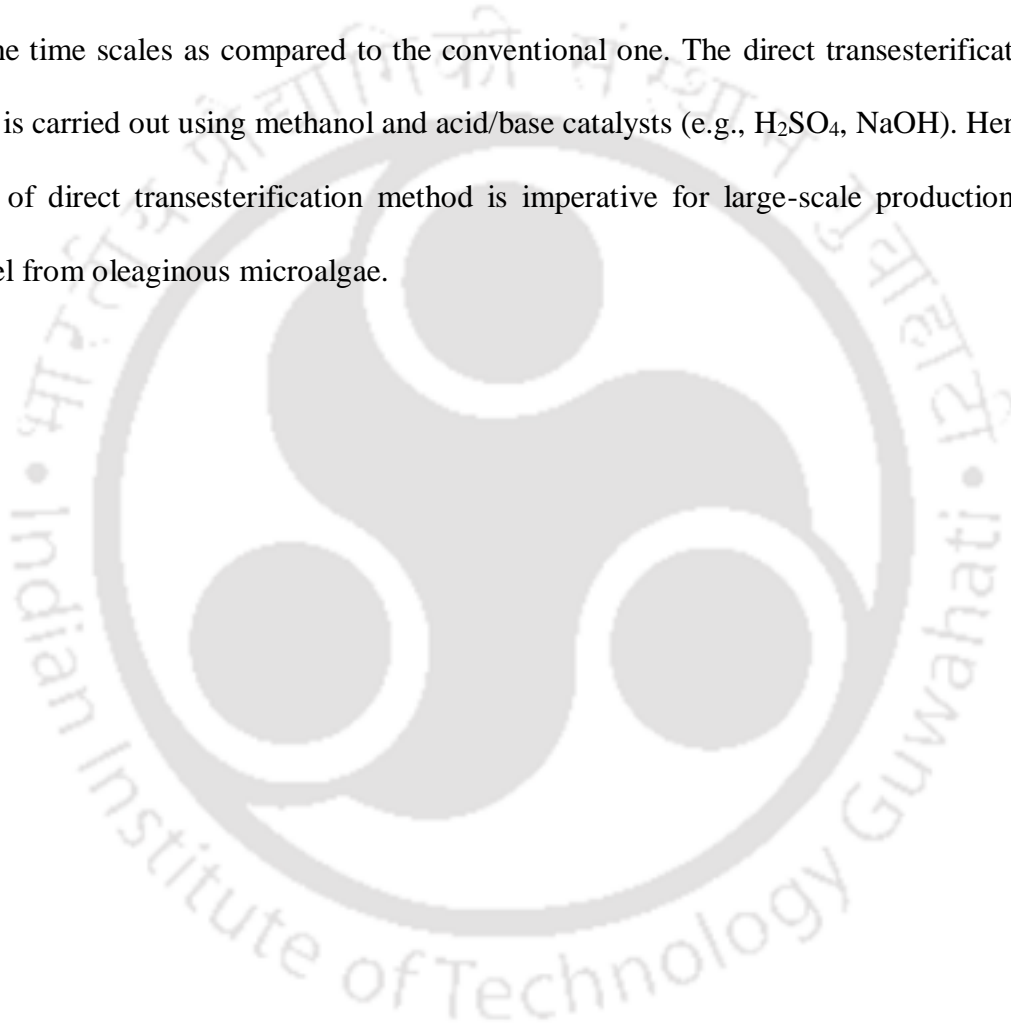 ne time scales as compared to the conventional one. The direct transesterificat
is carried out using methanol and acid/base catalysts (e.g., H₂SO₄, NaOH). Her
of direct transesterification method is imperative for large-scale production
el from oleaginous microalgae.
भारतीय प्रौद्योगिकी संस्थान गुवाहाटी
Indian Institute of Technology Guwahati